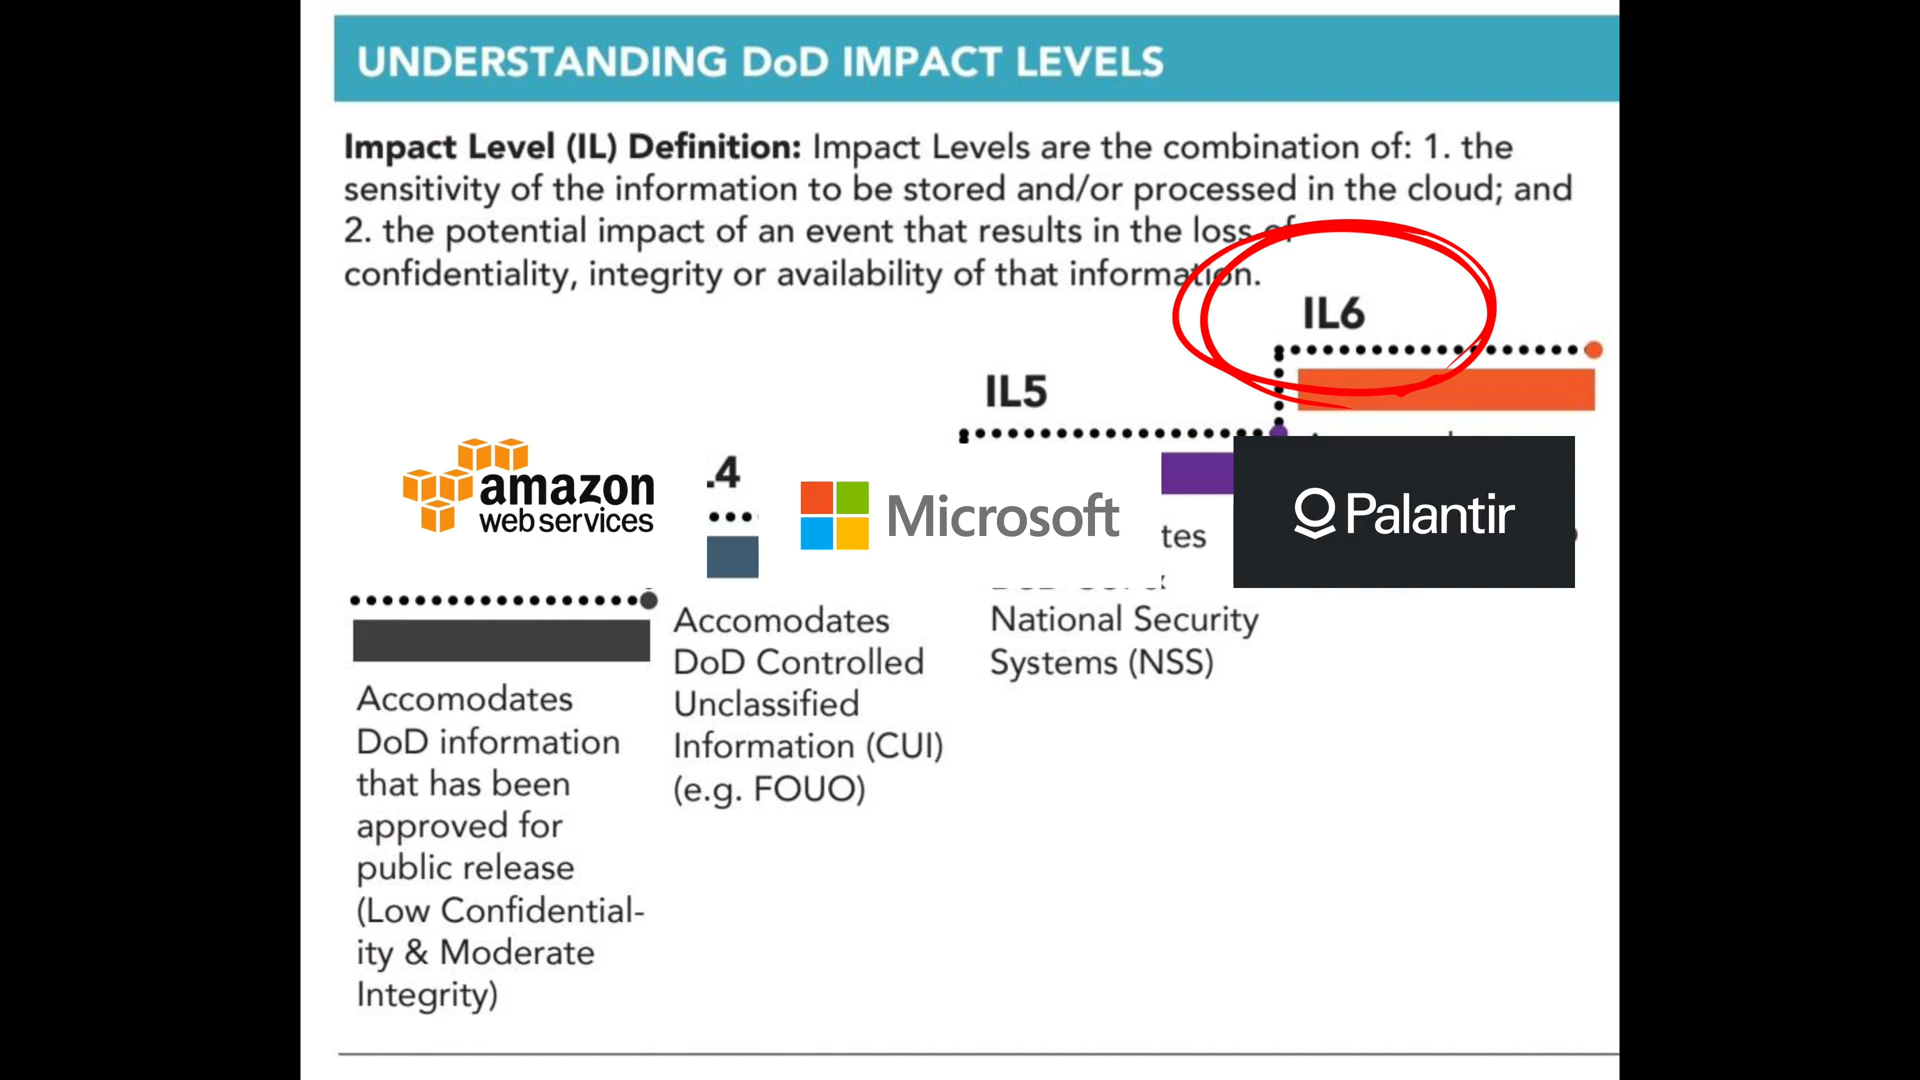 UNDERSTANDING DoD IMPACT LEVELS
Impact Level (IL) Definition: Impact Levels are the combination of: 1. the
sensitivity of the information to be stored and/or processed in the cloud; and
2. the potential impact of an event that results in the loss of
confidentiality, integrity or availability of that information.
IL6
IL5
.4
amazon
web services
Microsoft
Palantir
tes
Accomodates
DoD information
that has been
approved for
public release
(Low Confidential-
ity & Moderate
Integrity)
Accomodates
DoD Controlled
Unclassified
Information (CUI)
(e.g. FOUO)
National Security
Systems (NSS)